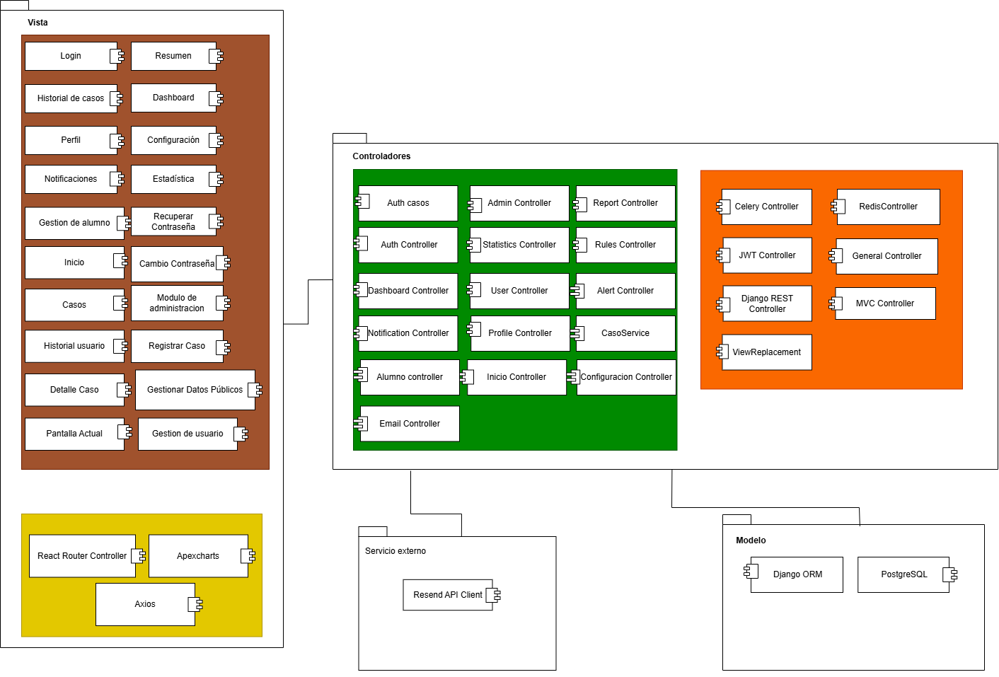 Vista
Login
Resumen
Historial de casos
Dashboard
Perfil
Configuración
Notificaciones
Estadística
Gestion de alumno
Recuperar
Contraseña
Inicio
Cambio Contraseña
Casos
Modulo de
administracion
Historial usuario
Registrar Caso
Detalle Caso
Gestionar Datos Públicos
Pantalla Actual
Gestion de usuario
React Router Controller
Apexcharts
Axios
Controladores
Auth casos
Admin Controller
Report Controller
Auth Controller
Statistics Controller
Rules Controller
Dashboard Controller
User Controller
Alert Controller
Notification Controller
Profile Controller
CasoService
Alumno controller
Inicio Controller
Configuracion Controller
Email Controller
Celery Controller
RedisController
JWT Controller
General Controller
Django REST
Controller
MVC Controller
ViewReplacement
Servicio externo
Resend API Client
Modelo
Django ORM
PostgreSQL